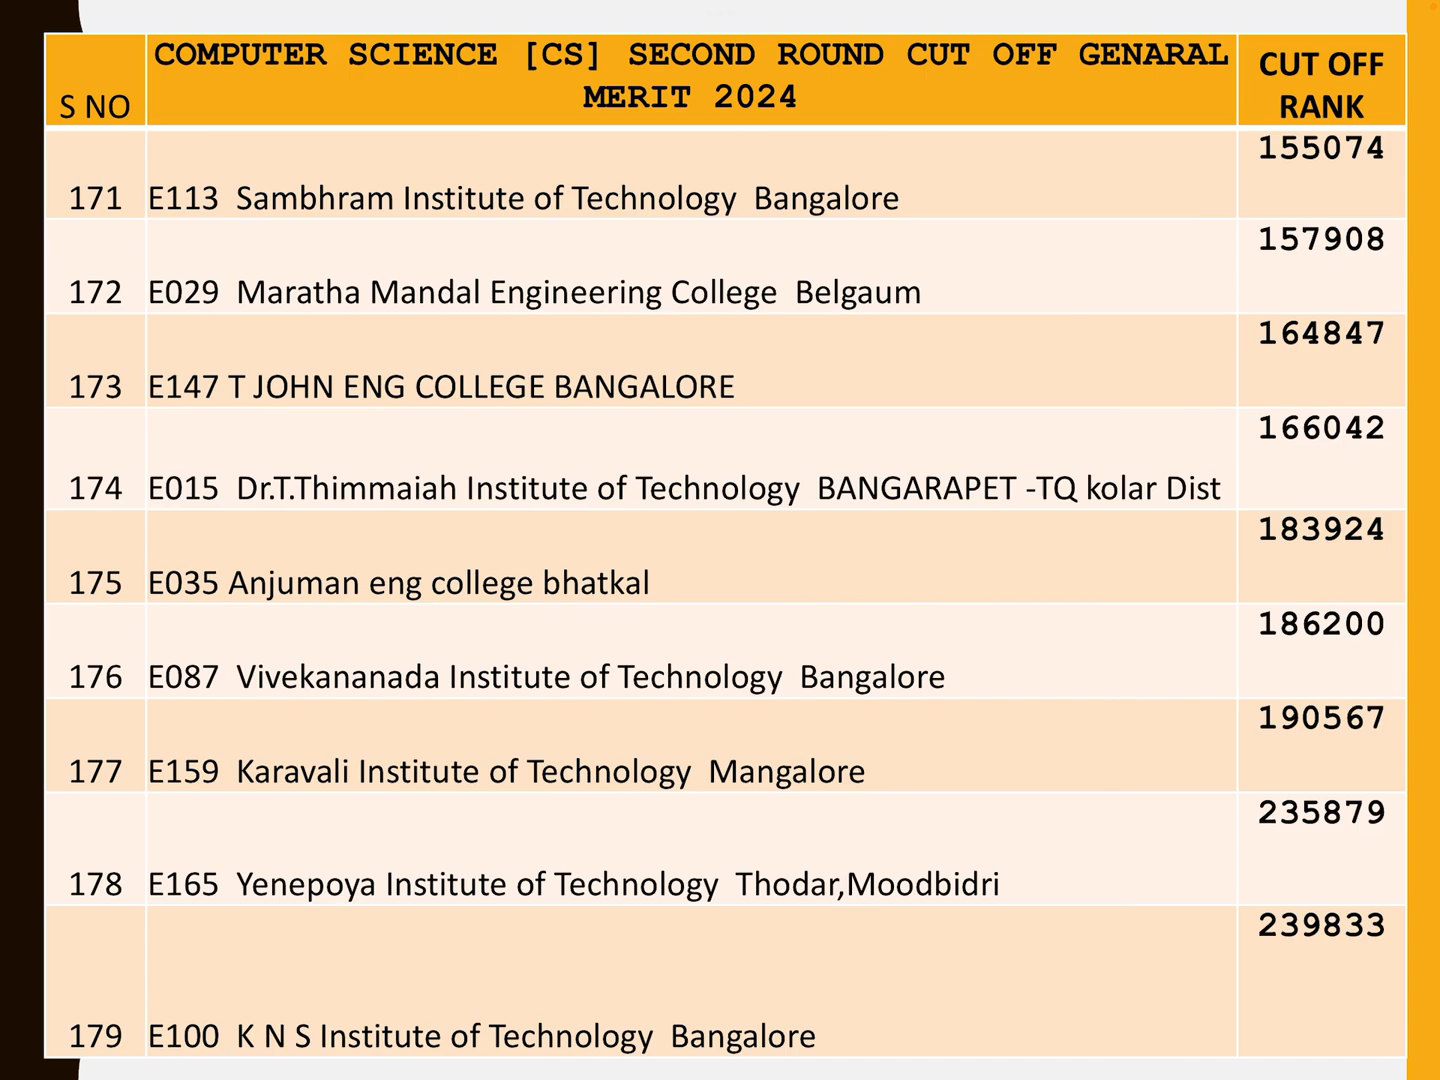 S NO COMPUTER SCIENCE [CS] SECOND ROUND CUT OFF GENARAL
MERIT 2024
CUT OFF
RANK
171 E113 Sambhram Institute of Technology Bangalore 155074
172 E029 Maratha Mandal Engineering College Belgaum 157908
173 E147 T JOHN ENG COLLEGE BANGALORE 164847
174 E015 Dr.T.Thimmaiah Institute of Technology BANGARAPET -TQ kolar Dist 166042
175 E035 Anjuman eng college bhatkal 183924
176 E087 Vivekananada Institute of Technology Bangalore 186200
177 E159 Karavali Institute of Technology Mangalore 190567
178 E165 Yenepoya Institute of Technology Thodar,Moodbidri 235879
179 E100 K N S Institute of Technology Bangalore 239833